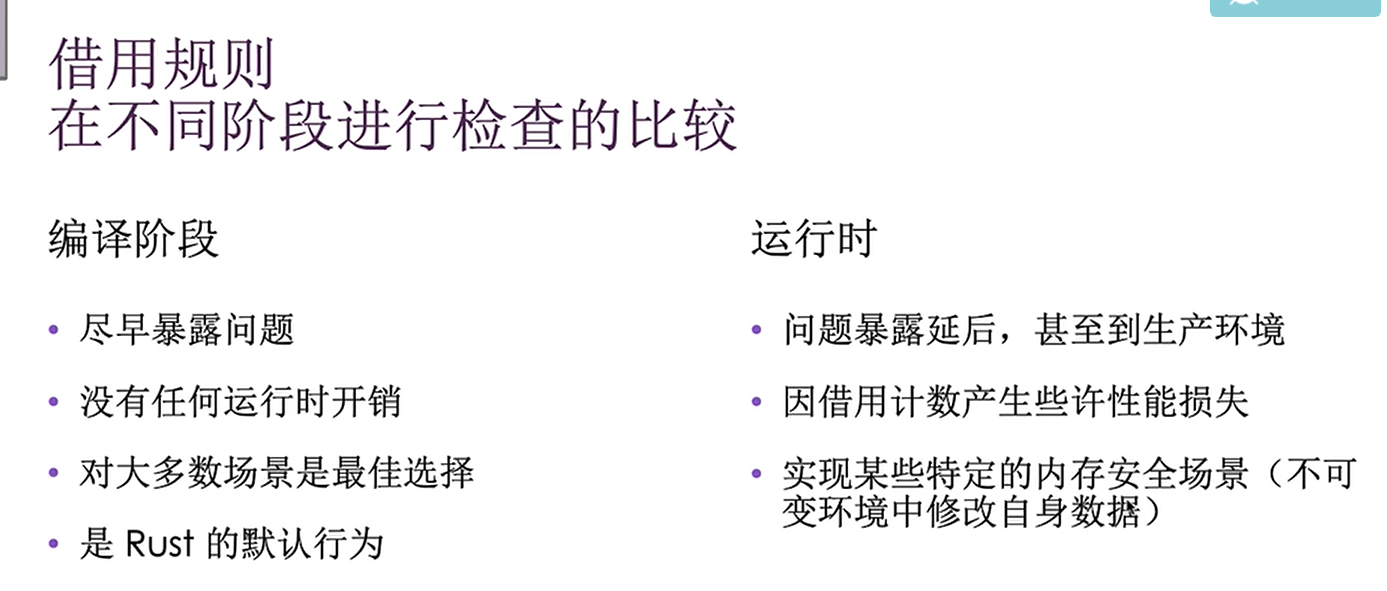 借用规则
在不同阶段进行检查的比较
编译阶段
• 尽早暴露问题
• 没有任何运行时开销
• 对大多数场景是最佳选择
• 是 Rust 的默认行为
运行时
• 问题暴露延后，甚至到生产环境
• 因借用计数产生些许性能损失
• 实现某些特定的内存安全场景（不可
变环境中修改自身数据）